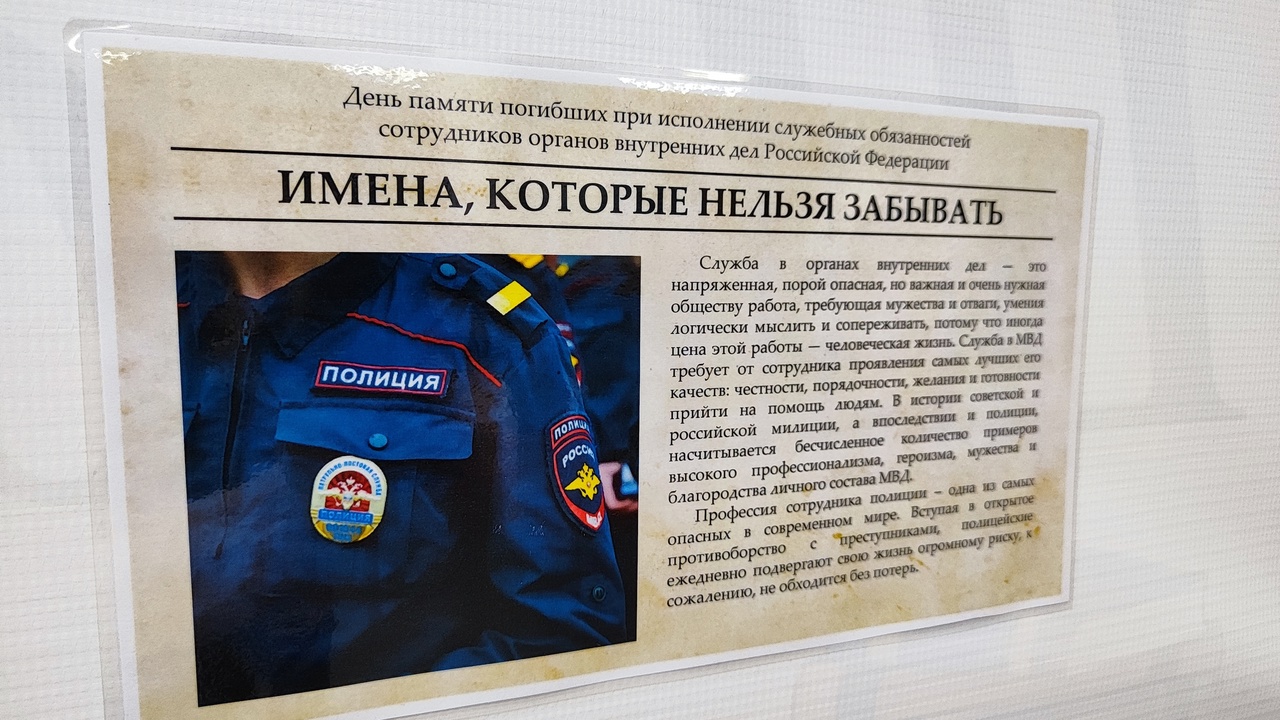 День памяти погибших при исполнении служебных обязанностей
сотрудников органов внутренних дел Российской Федерации
ИМЕНА, КОТОРЫЕ НЕЛЬЗЯ ЗАБЫВАТЬ
Служба в органах внутренних дел — это
напряженная, порой опасная, но важная и очень нужная
обществу работа, требующая мужества и отваги, умения
логически мыслить и сопереживать, потому что иногда
цена этой работы — человеческая жизнь. Служба в МВД
требует от сотрудника проявления самых лучших его
качеств: честности, порядочности, желания и готовности
прийти на помощь людям. В истории советской и
российской милиции, а впоследствии и полиции,
насчитывается бесчисленное количество примеров
высокого профессионализма, героизма, мужества и
благородства личного состава МВД.
Профессия сотрудника полиции – одна из самых
опасных в современном мире. Вступая в открытое
противоборство с преступниками, полицейские
ежедневно подвергают свою жизнь огромному риску, к
сожалению, не обходится без потерь.
ПОЛИЦИЯ
ПАТРУЛЬНО-ПОСТОВАЯ СЛУЖБА
ПОЛИЦИЯ